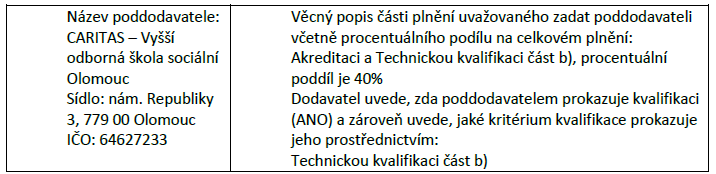 Název poddodavatele:
CARITAS – Vyšší
odborná škola sociální
Olomouc
Sídlo: nám. Republiky
3, 779 00 Olomouc
IČO: 64627233
Věcný popis části plnění uvažovaného zadat poddodavateli
včetně procentuálního podílu na celkovém plnění:
Akreditaci a Technickou kvalifikaci část b), procentuální
poddíl je 40%
Dodavatel uvede, zda poddodavatelem prokazuje kvalifikaci
(ANO) a zároveň uvede, jaké kritérium kvalifikace prokazuje
jeho prostřednictvím:
Technickou kvalifikaci část b)